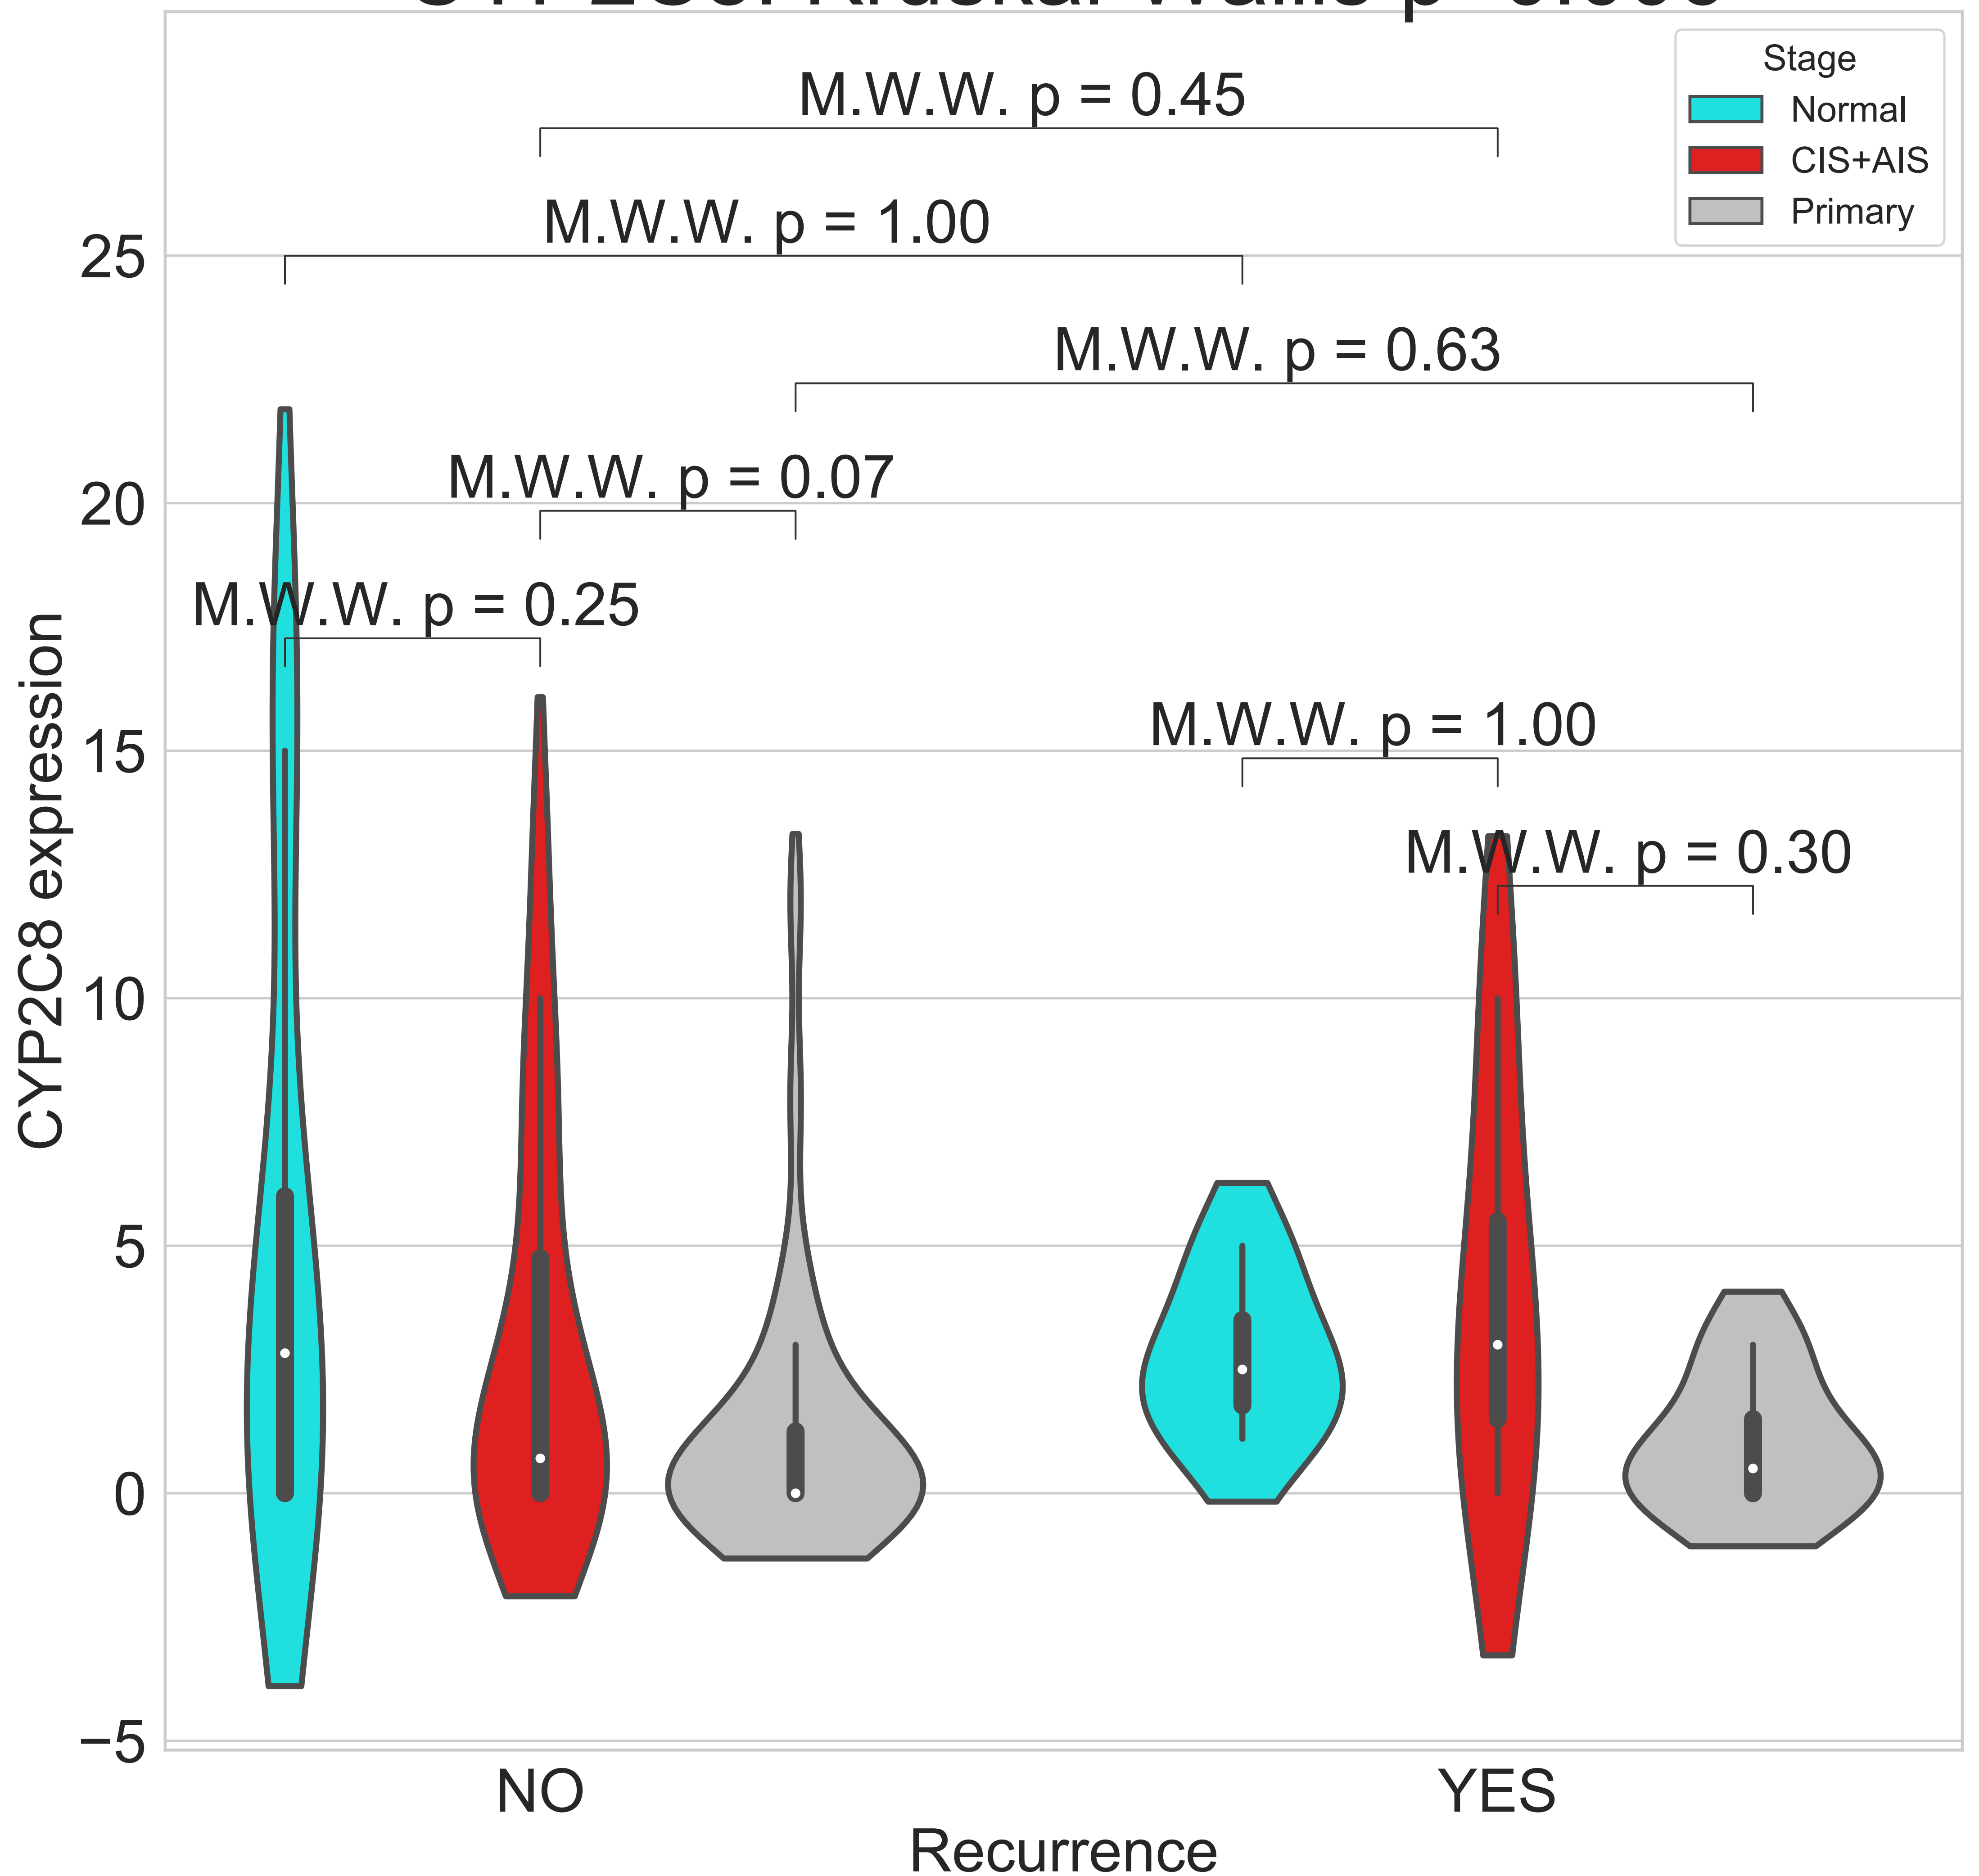 Stage
Normal
CIS+AIS
Primary
M.W.W. p = 0.45
M.W.W. p = 1.00
M.W.W. p = 0.63
M.W.W. p = 0.07
M.W.W. p = 0.25
M.W.W. p = 1.00
M.W.W. p = 0.30
25
20
15
10
5
0
−5
CYP2C8 expression
NO
YES
Recurrence